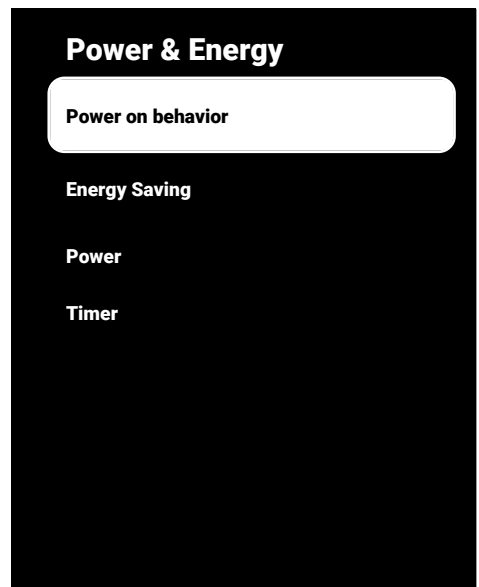 Power & Energy
Power on behavior
Energy Saving
Power
Timer